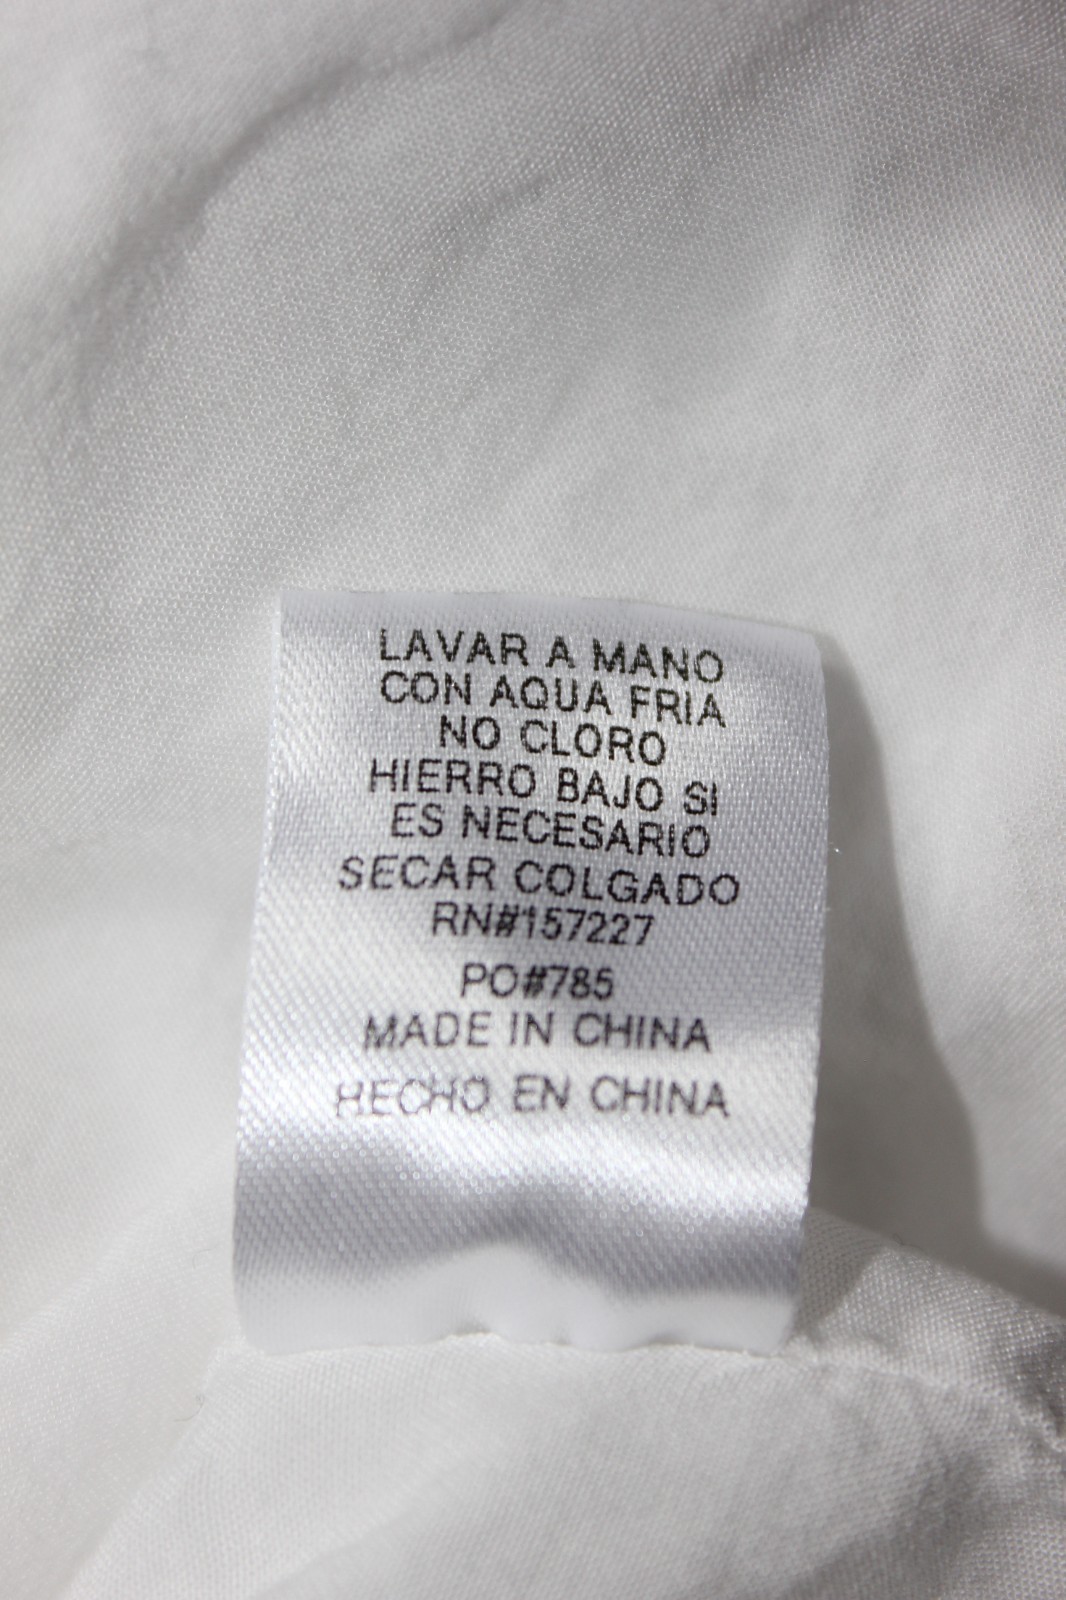 LAVAR A MANO
CON AQUA FRIA
NO CLORO
HIERRO BAJO SI
ES NECESARIO
SECAR COLGADO
RN#157227
PO#785
MADE IN CHINA
HECHO EN CHINA